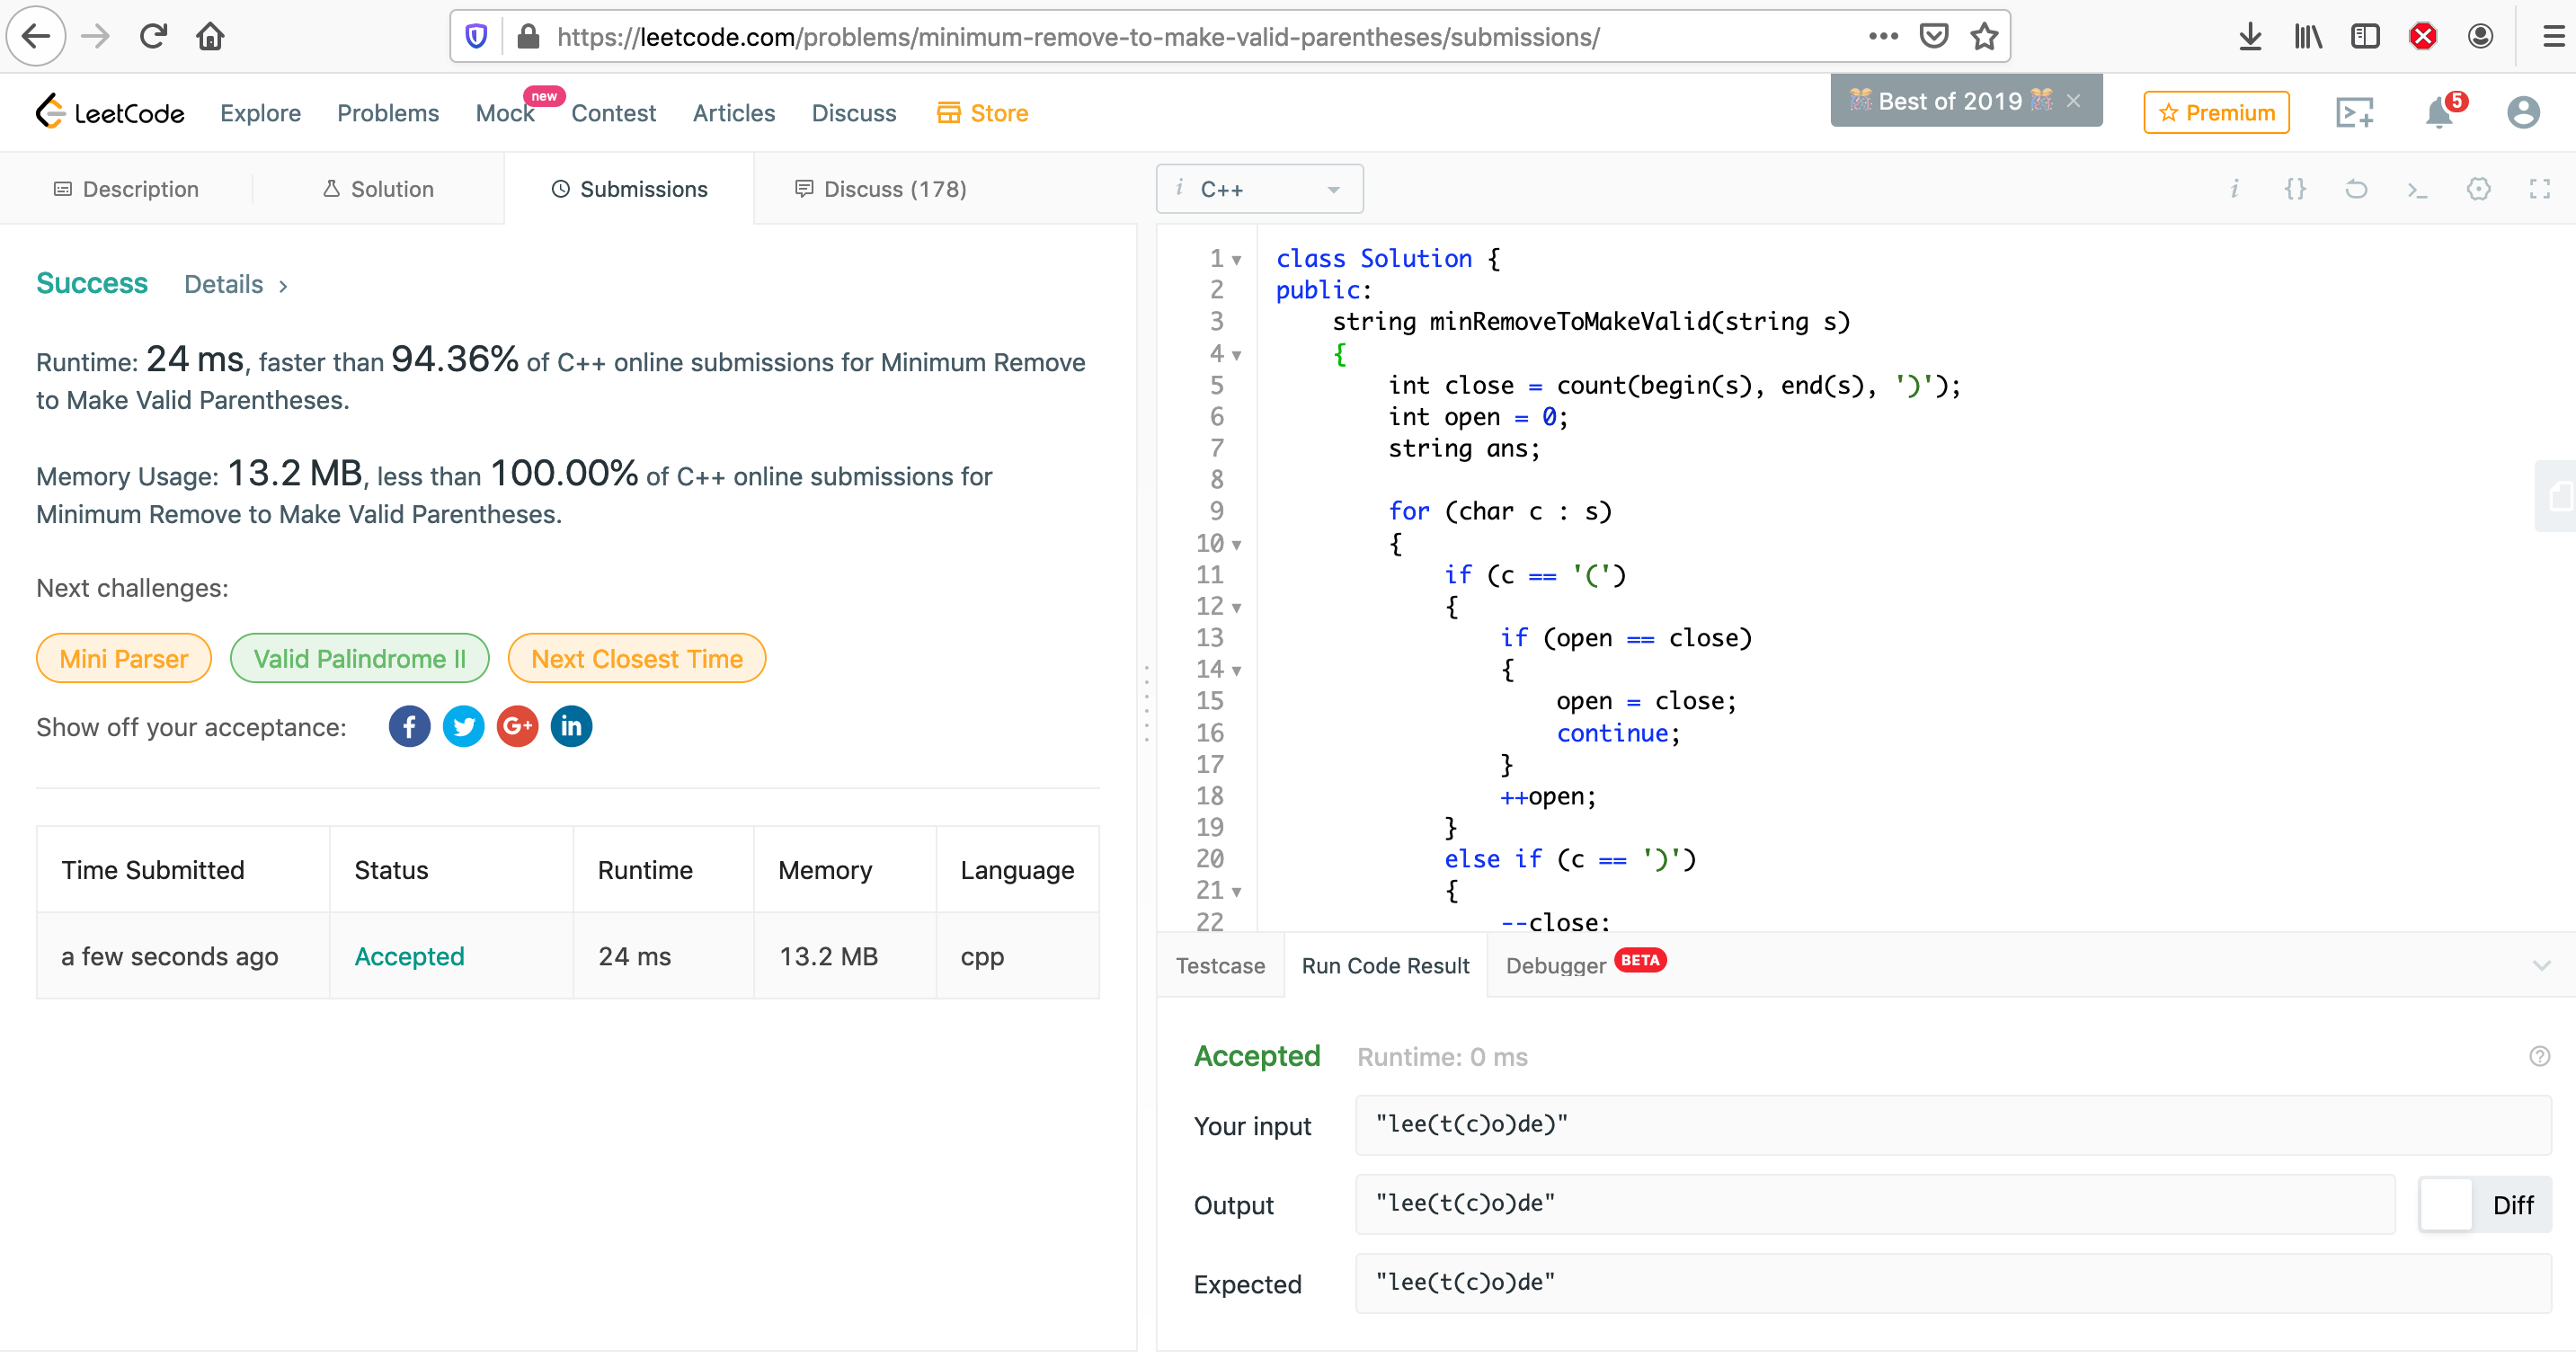 https://leetcode.com/problems/minimum-remove-to-make-valid-parentheses/submissions/
LeetCode Explore Problems Mock new Contest Articles Discuss Store Best of 2019 Premium 5
Description Solution Submissions Discuss (178)
i C++
Success Details
Runtime: 24 ms, faster than 94.36% of C++ online submissions for Minimum Remove
to Make Valid Parentheses.
Memory Usage: 13.2 MB, less than 100.00% of C++ online submissions for
Minimum Remove to Make Valid Parentheses.
Next challenges:
Mini Parser Valid Palindrome II Next Closest Time
Show off your acceptance:
Time Submitted Status Runtime Memory Language
a few seconds ago Accepted 24 ms 13.2 MB cpp
1 class Solution {
2 public:
3 string minRemoveToMakeValid(string s)
4 {
5 int close = count(begin(s), end(s), ')');
6 int open = 0;
7 string ans;
8
9 for (char c : s)
10 {
11 if (c == '(')
12 {
13 if (open == close)
14 {
15 open = close;
16 continue;
17 }
18 ++open;
19 }
20 else if (c == ')')
21 {
22 --close;
Testcase Run Code Result Debugger BETA
Accepted Runtime: 0 ms
Your input "lee(t(c)o)de)"
Output "lee(t(c)o)de" Diff
Expected "lee(t(c)o)de"